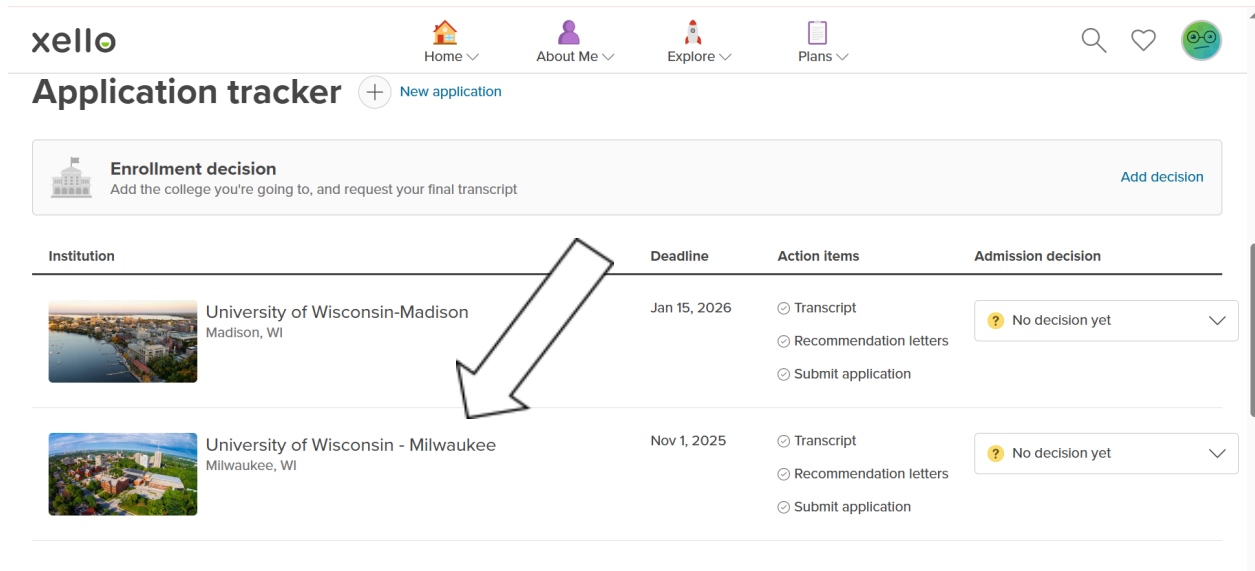 xello
Home
About Me
Explore
Plans
Application tracker
New application
Enrollment decision
Add the college you're going to, and request your final transcript
Add decision
Institution
Deadline
Action items
Admission decision
University of Wisconsin-Madison
Madison, WI
Jan 15, 2026
Transcript
Recommendation letters
Submit application
? No decision yet
University of Wisconsin - Milwaukee
Milwaukee, WI
Nov 1, 2025
Transcript
Recommendation letters
Submit application
? No decision yet